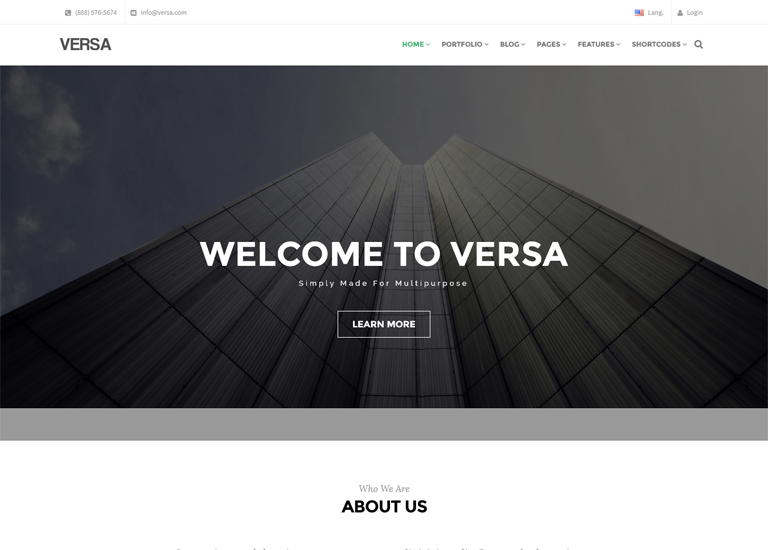 (888) 576-5674 info@versa.com Lang. Login
VERSA HOME PORTFOLIO BLOG PAGES FEATURES SHORTCODES
WELCOME TO VERSA
Simply Made For Multipurpose
LEARN MORE
Who We Are
ABOUT US